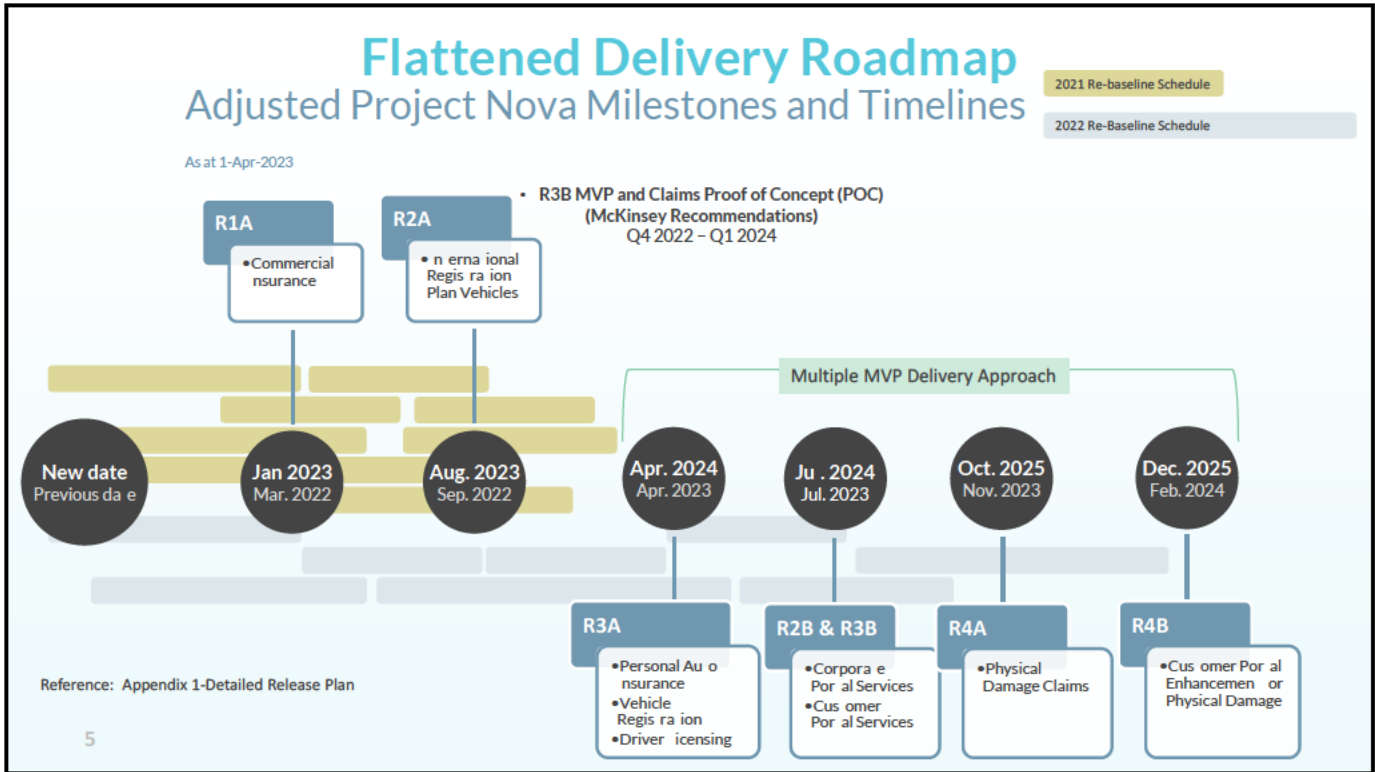 Flattened Delivery Roadmap
Adjusted Project Nova Milestones and Timelines
2021 Re-baseline Schedule
2022 Re-Baseline Schedule
As at 1-Apr-2023
• R3B MVP and Claims Proof of Concept (POC)
(McKinsey Recommendations)
Q4 2022 – Q1 2024
R1A
•Commercial
nsurance
R2A
• n erna ional
Regis ra ion
Plan Vehicles
Multiple MVP Delivery Approach
New date
Previous da e
Jan 2023
Mar. 2022
Aug. 2023
Sep. 2022
Apr. 2024
Apr. 2023
Ju . 2024
Jul. 2023
Oct. 2025
Nov. 2023
Dec. 2025
Feb. 2024
R3A
•Personal Au o
nsurance
•Vehicle
Regis ra ion
•Driver icensing
R2B & R3B
•Corpora e
Por al Services
•Cus omer
Por al Services
R4A
•Physical
Damage Claims
R4B
•Cus omer Por al
Enhancemen or
Physical Damage
Reference: Appendix 1-Detailed Release Plan
5